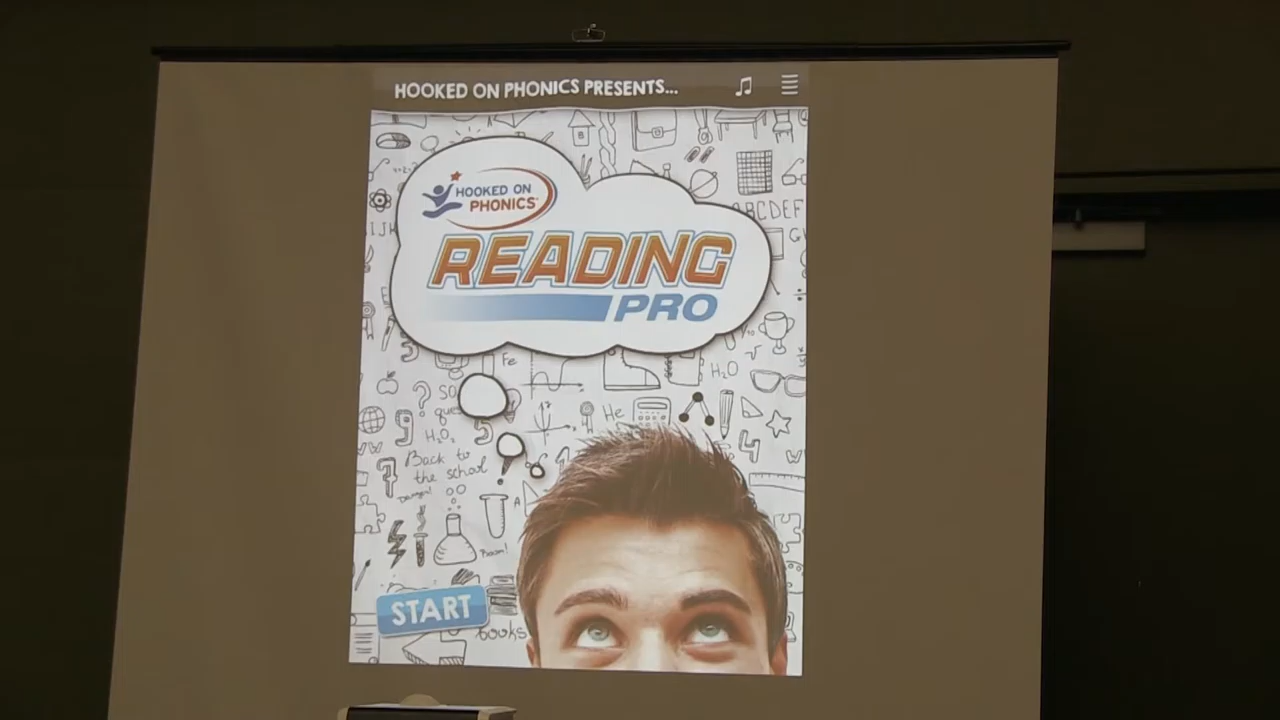 HOOKED ON PHONICS PRESENTS...
B
ABCDEF
HOOKED ON
PHONICS
READING
PRO
Fe
H₂O
He
Back to
the school
Danger!
A
Boom!
START
books